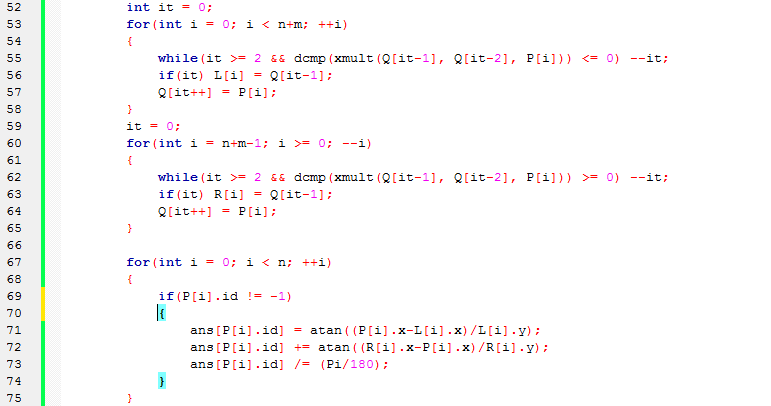 52 int it = 0;
53 for(int i = 0; i < n+m; ++i)
54 {
55 while(it >= 2 && dcmp(xmult(Q[it-1], Q[it-2], P[i])) <= 0) --it;
56 if(it) L[i] = Q[it-1];
57 Q[it++] = P[i];
58 }
59 it = 0;
60 for(int i = n+m-1; i >= 0; --i)
61 {
62 while(it >= 2 && dcmp(xmult(Q[it-1], Q[it-2], P[i])) >= 0) --it;
63 if(it) R[i] = Q[it-1];
64 Q[it++] = P[i];
65 }
66
67 for(int i = 0; i < n; ++i)
68 {
69 if(P[i].id != -1)
70 {
71 ans[P[i].id] = atan((P[i].x-L[i].x)/L[i].y);
72 ans[P[i].id] += atan((R[i].x-P[i].x)/R[i].y);
73 ans[P[i].id] /= (Pi/180);
74 }
75 }